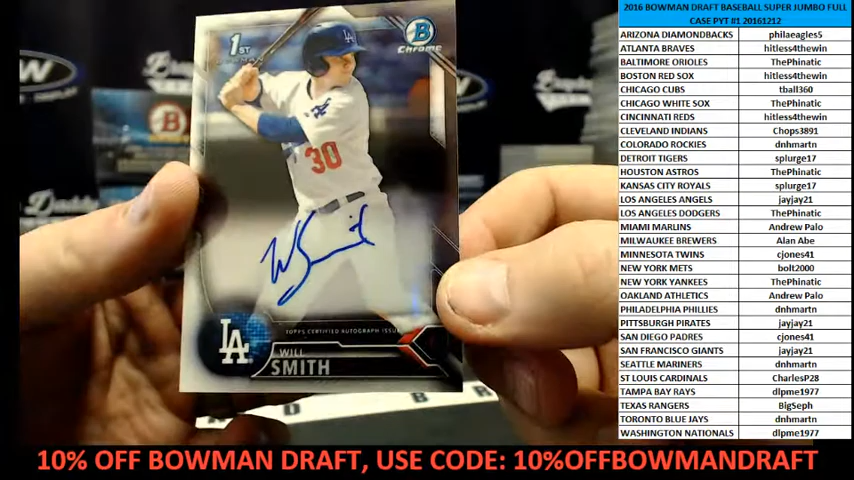 2016 BOWMAN DRAFT BASEBALL SUPER JUMBO FULL
CASE PYT #1 20161212
ARIZONA DIAMONDBACKS philaeagles5
ATLANTA BRAVES hitless4thewin
BALTIMORE ORIOLES ThePhinatic
BOSTON RED SOX hitless4thewin
CHICAGO CUBS tball360
CHICAGO WHITE SOX ThePhinatic
CINCINNATI REDS hitless4thewin
CLEVELAND INDIANS Chops3891
COLORADO ROCKIES dnhmartn
DETROIT TIGERS splurge17
HOUSTON ASTROS ThePhinatic
KANSAS CITY ROYALS splurge17
LOS ANGELES ANGELS jayjay21
LOS ANGELES DODGERS ThePhinatic
MIAMI MARLINS Andrew Palo
MILWAUKEE BREWERS Alan Abe
MINNESOTA TWINS cjones41
NEW YORK METS bolt2000
NEW YORK YANKEES ThePhinatic
OAKLAND ATHLETICS Andrew Palo
PHILADELPHIA PHILLIES dnhmartn
PITTSBURGH PIRATES jayjay21
SAN DIEGO PADRES cjones41
SAN FRANCISCO GIANTS jayjay21
SEATTLE MARINERS dnhmartn
ST LOUIS CARDINALS CharlesP28
TAMPA BAY RAYS dlpme1977
TEXAS RANGERS BigSeph
TORONTO BLUE JAYS dnhmartn
WASHINGTON NATIONALS dlpme1977
1ST
B
Chrome
LA
30
TOPPS CERTIFIED AUTOGRAPH ISSUE
LA
WILL
SMITH
10% OFF BOWMAN DRAFT, USE CODE: 10%OFFBOWMANDRAFT